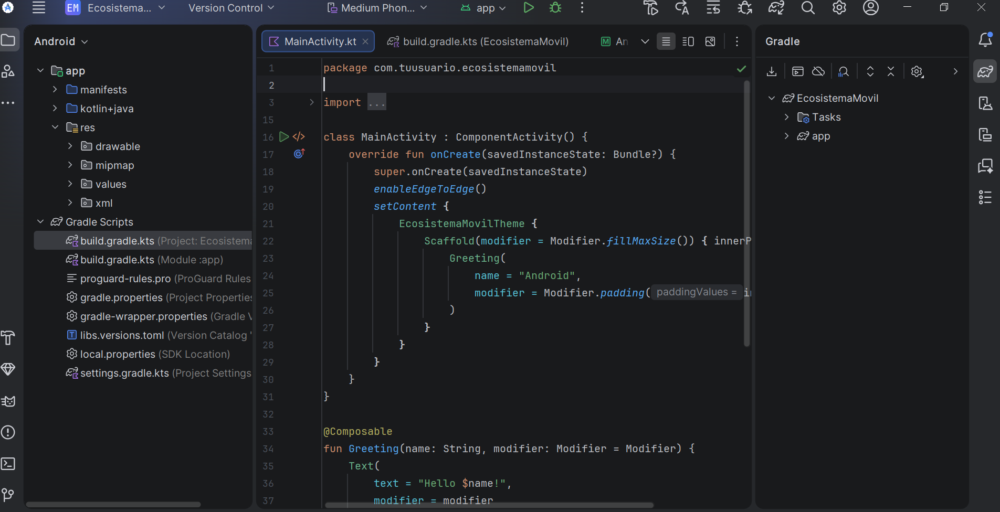 EM Ecosistema... Version Control Medium Phon... app
Android
app
manifests
kotlin+java
res
drawable
mipmap
values
xml
Gradle Scripts
build.gradle.kts (Project: Ecosistema
build.gradle.kts (Module :app)
proguard-rules.pro (ProGuard Rules
gradle.properties (Project Properties
gradle-wrapper.properties (Gradle V
libs.versions.toml (Version Catalog "
local.properties (SDK Location)
settings.gradle.kts (Project Settings
MainActivity.kt build.gradle.kts (EcosistemaMovil) M An
1 package com.tuusuario.ecosistemamovil
2
3 import ...
15
16 class MainActivity : ComponentActivity() {
17 override fun onCreate(savedInstanceState: Bundle?) {
18 super.onCreate(savedInstanceState)
19 enableEdgeToEdge()
20 setContent {
21 EcosistemaMovilTheme {
22 Scaffold(modifier = Modifier.fillMaxSize()) { innerP
23 Greeting(
24 name = "Android",
25 modifier = Modifier.padding( paddingValues = in
26 )
27 }
28 }
29 }
30 }
31 }
32
33 @Composable
34 fun Greeting(name: String, modifier: Modifier = Modifier) {
35 Text(
36 text = "Hello $name!",
37 modifier = modifier
Gradle
EcosistemaMovil
Tasks
app